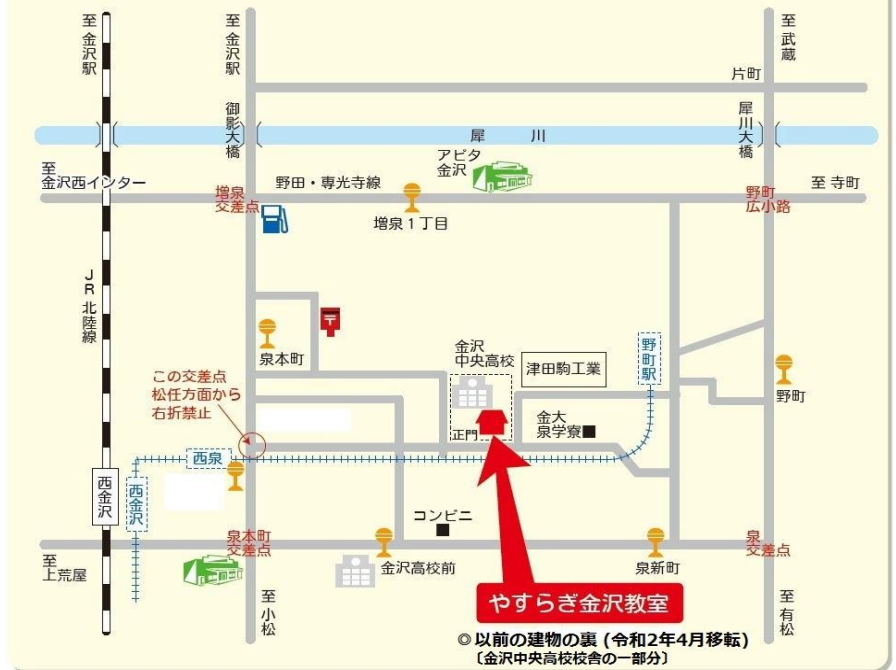 至金沢駅
至金沢駅
至武蔵
片町
御影大橋
犀川
犀川大橋
アピタ
金沢
至
金沢西インター
増泉
交差点
野田・専光寺線
増泉1丁目
野町
広小路
至 寺町
JR北陸線
〒
泉本町
金沢
中央高校
津田駒工業
野町駅
野町
この交差点
松任方面から
右折禁止
正門
金大
泉学寮■
西泉
西金沢
西金沢
コンビニ
■
至
上荒屋
泉本町
交差点
金沢高校前
泉新町
泉
交差点
至小松
至有松
やすらぎ金沢教室
◎以前の建物の裏 (令和2年4月移転)
〔金沢中央高校校舎の一部分〕